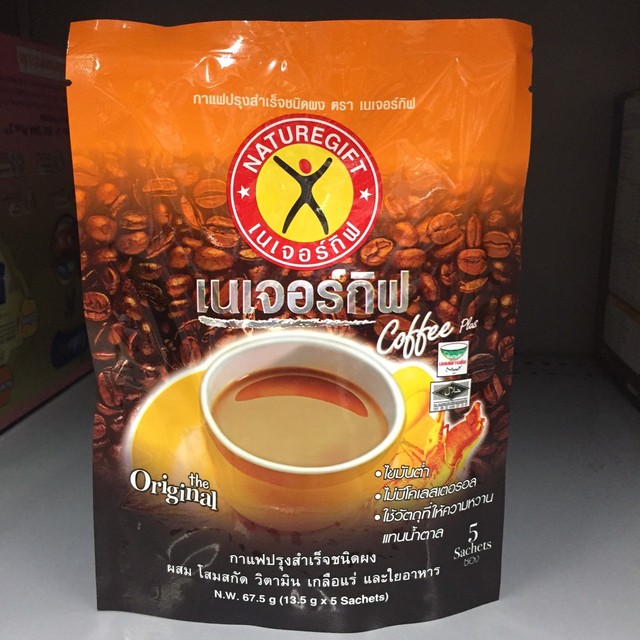 กาแฟปรุงสำเร็จชนิดผง ตรา เนเจอร์กิฟ
NATUREGIFT
เนเจอร์กิฟ
เนเจอร์กิฟ
Coffee Plus
the
Original
• ไขมันต่ำ
• ไม่มีโคเลสเตอรอล
• ใช้วัตถุที่ให้ความหวาน
แทนน้ำตาล
5
Sachets
ซอง
กาแฟปรุงสำเร็จชนิดผง
ผสม โสมสกัด วิตามิน เกลือแร่ และใยอาหาร
N.W. 67.5 g (13.5 g x 5 Sachets)